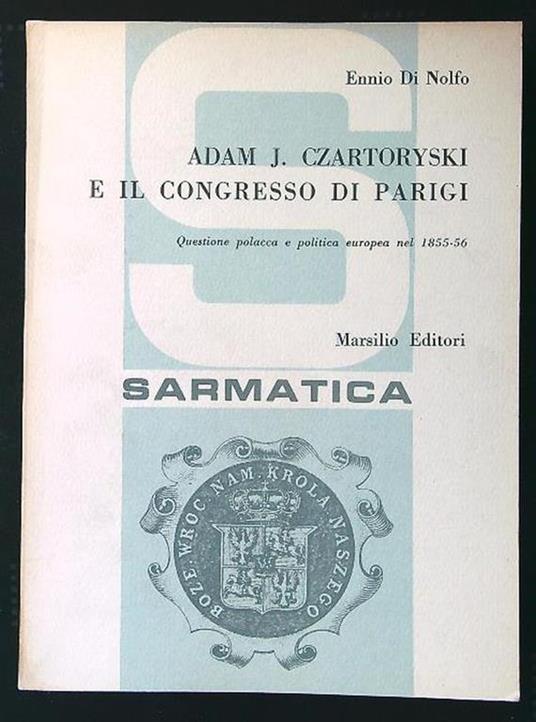 S
Ennio Di Nolfo
ADAM J. CZARTORYSKI
E IL CONGRESSO DI PARIGI
Questione polacca e politica europea nel 1855-56
Marsilio Editori
SARMATICA
BOZE·WROC·NAM·KROLA·NASZEGO